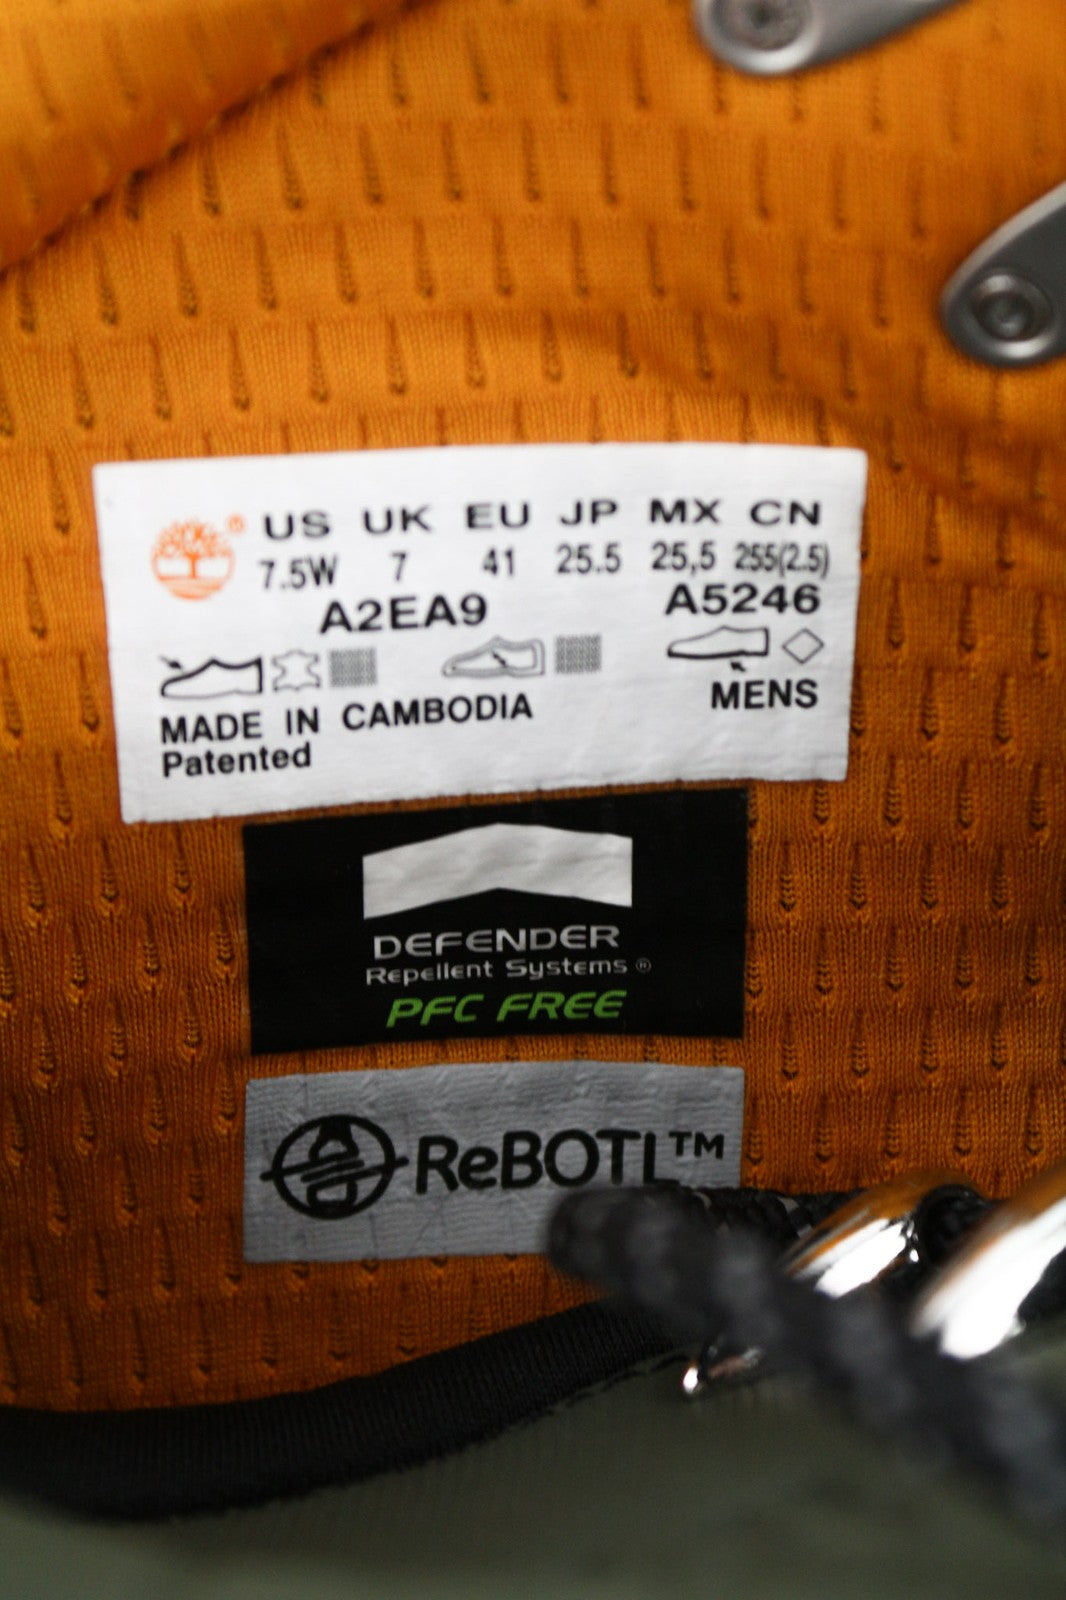 ® US UK EU JP MX CN
7.5W 7 41 25.5 25,5 255(2.5)
A2EA9 A5246
MENS
MADE IN CAMBODIA
Patented
DEFENDER
Repellent Systems ®
PFC FREE
ReBOTL™